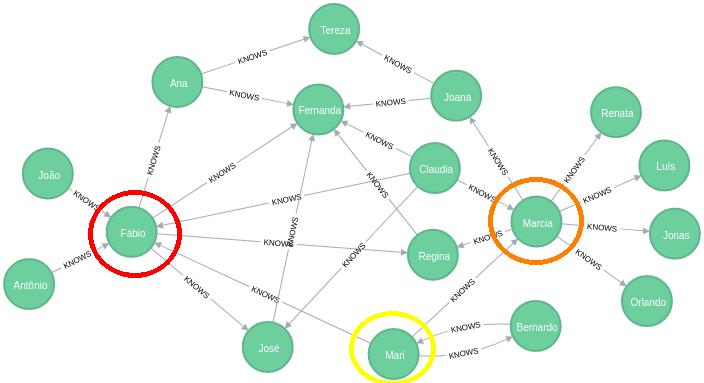 Tereza
KNOWS
KNOWS
Ana
KNOWS
Fernanda
KNOWS
Joana
Renata
KNOWS
KNOWS
KNOWS
KNOWS
KNOWS
Claudia
Luis
João
KNOWS
KNOWS
KNOWS
KNOWS
KNOWS
KNOWS
Fábio
Marcia
KNOWS
Jonas
KNOWS
KNOWS
KNOWS
Regina
KNOWS
KNOWS
KNOWS
Antônio
KNOWS
KNOWS
KNOWS
Orlando
José
Mari
KNOWS
KNOWS
Bernardo